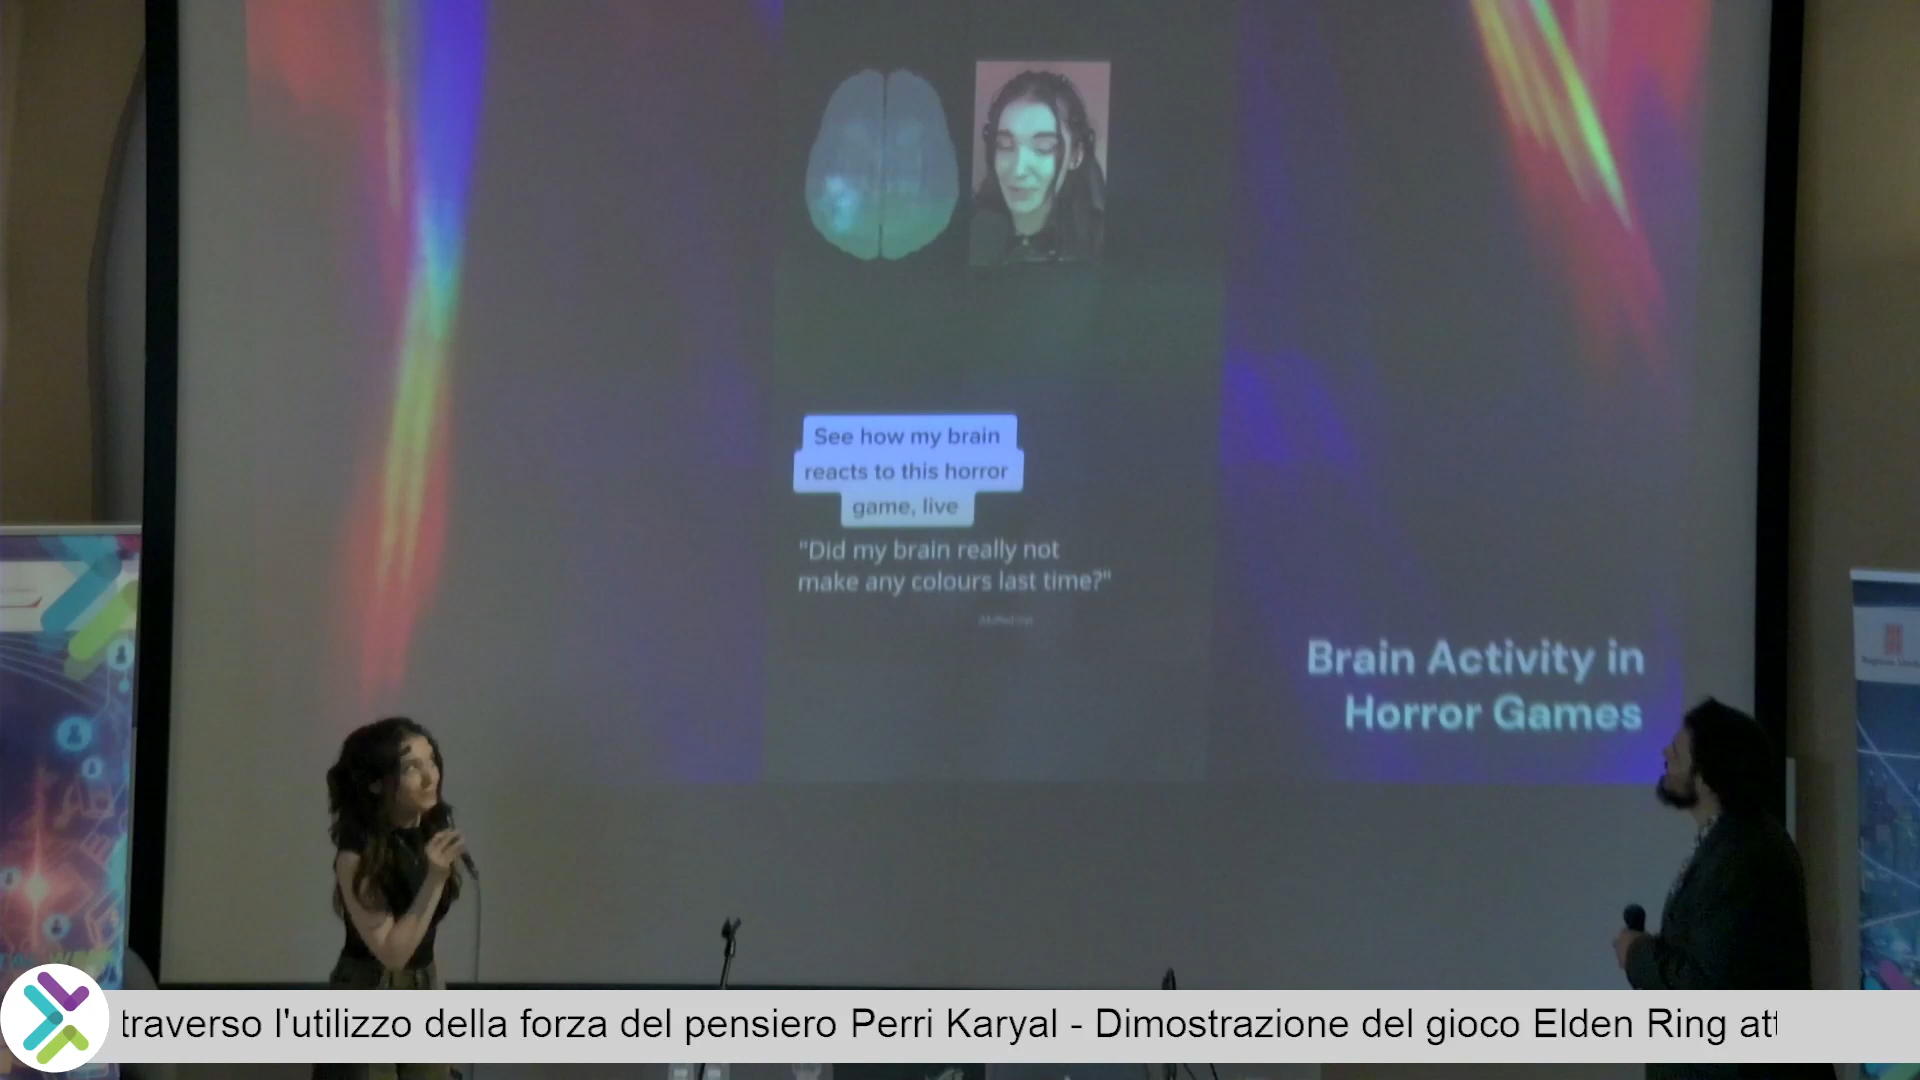 See how my brain
reacts to this horror
game, live
"Did my brain really not
make any colours last time?"
Brain Activity in
Horror Games
traverso l'utilizzo della forza del pensiero Perri Karyal - Dimostrazione del gioco Elden Ring att